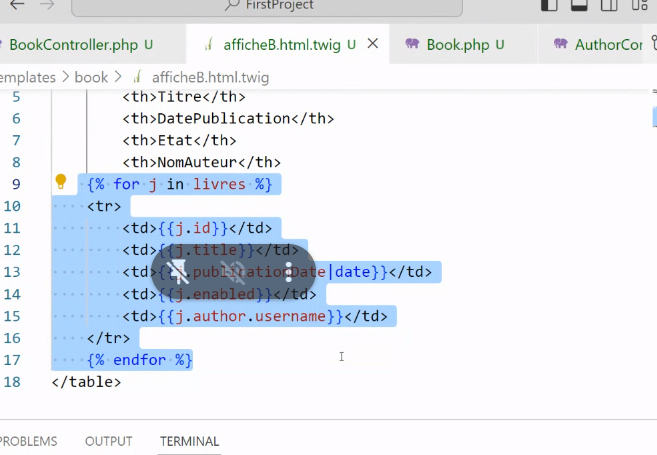 FirstProject
BookController.php U afficheB.html.twig U Book.php U AuthorCor
emplates > book > afficheB.html.twig
5 <th>Titre</th>
6 <th>DatePublication</th>
7 <th>Etat</th>
8 <th>NomAuteur</th>
9 {% for j in livres %}
10 <tr>
11 <td>{{j.id}}</td>
12 <td>{{j.title}}</td>
13 <td>{{j.publicationDate|date}}</td>
14 <td>{{j.enabled}}</td>
15 <td>{{j.author.username}}</td>
16 </tr>
17 {% endfor %}
18 </table>
PROBLEMS OUTPUT TERMINAL